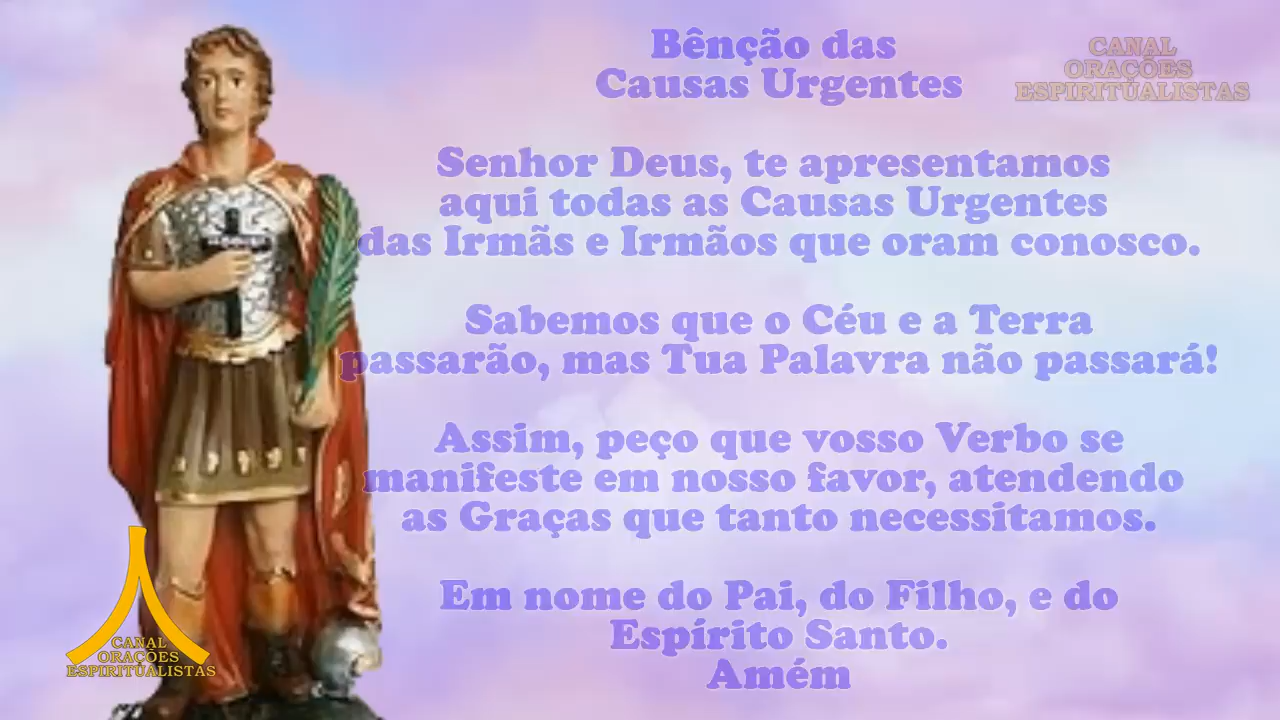 Bênção das
Causas Urgentes
CANAL
ORAÇÕES
ESPIRITUALISTAS
Senhor Deus, te apresentamos
aqui todas as Causas Urgentes
das Irmãs e Irmãos que oram conosco.
Sabemos que o Céu e a Terra
passarão, mas Tua Palavra não passará!
Assim, peço que vosso Verbo se
manifeste em nosso favor, atendendo
as Graças que tanto necessitamos.
Em nome do Pai, do Filho, e do
Espírito Santo.
Amém
CANAL
ORAÇÕES
ESPIRITUALISTAS